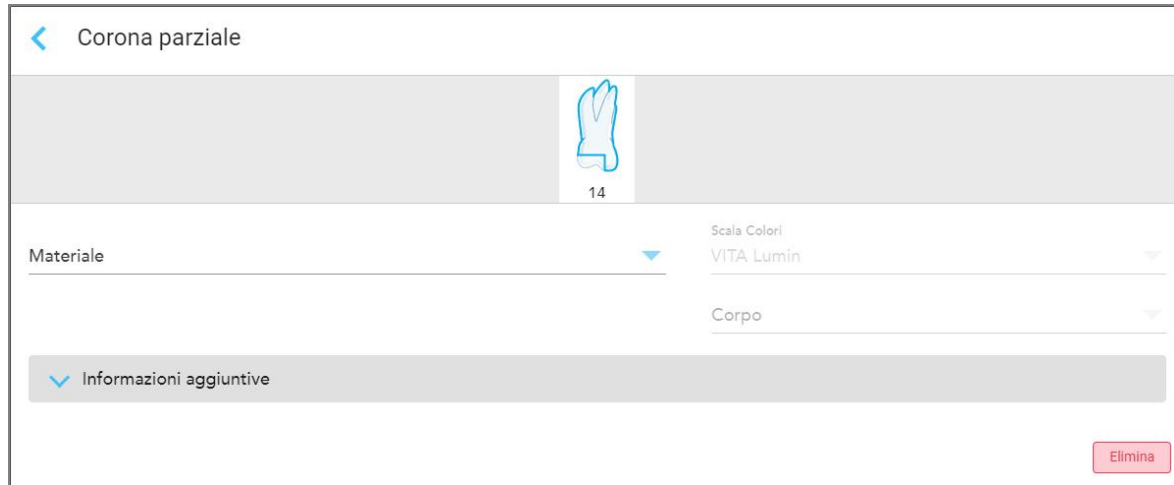 Corona parziale
14
Materiale
Scala Colori
VITA Lumin
Corpo
Informazioni aggiuntive
Elimina